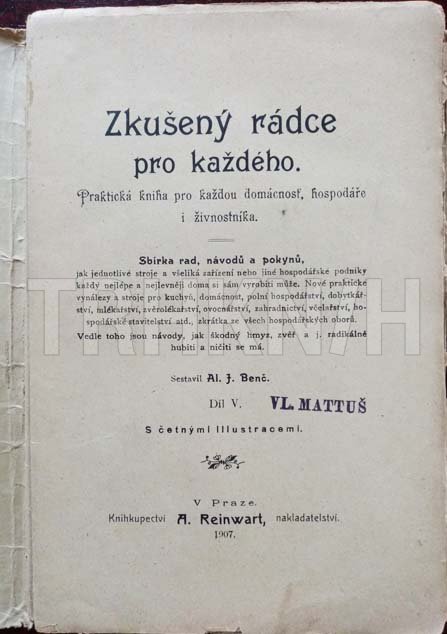 Zkušený rádce
pro každého.
Praktická kniha pro každou domácnosť, hospodáře
i živnostníka.
Sbírka rad, návodů a pokynů,
jak jednotlivé stroje a všeliká zařízení nebo jiné hospodářské podniky
každý nejlépe a nejlevněji doma si sám vyrobiti může. Nové praktické
vynálezy a stroje pro kuchyň, domácnost, polní hospodářství, dobytkář-
ství, mlékařství, zvěrolékařství, ovocnářství, zahradnictví, včelařství, ho-
spodářské stavitelství atd., zkrátka ze všech hospodářských oborů.
Vedle toho jsou návody, jak škodný hmyz, zvěř a j. radikálně
hubiti a ničiti se má.
Sestavil Al. J. Benč.
Díl V.
VL. MATTUŠ
S četnými illustracemi.
V Praze.
Knihkupectví A. Reinwart, nakladatelství.
1907.